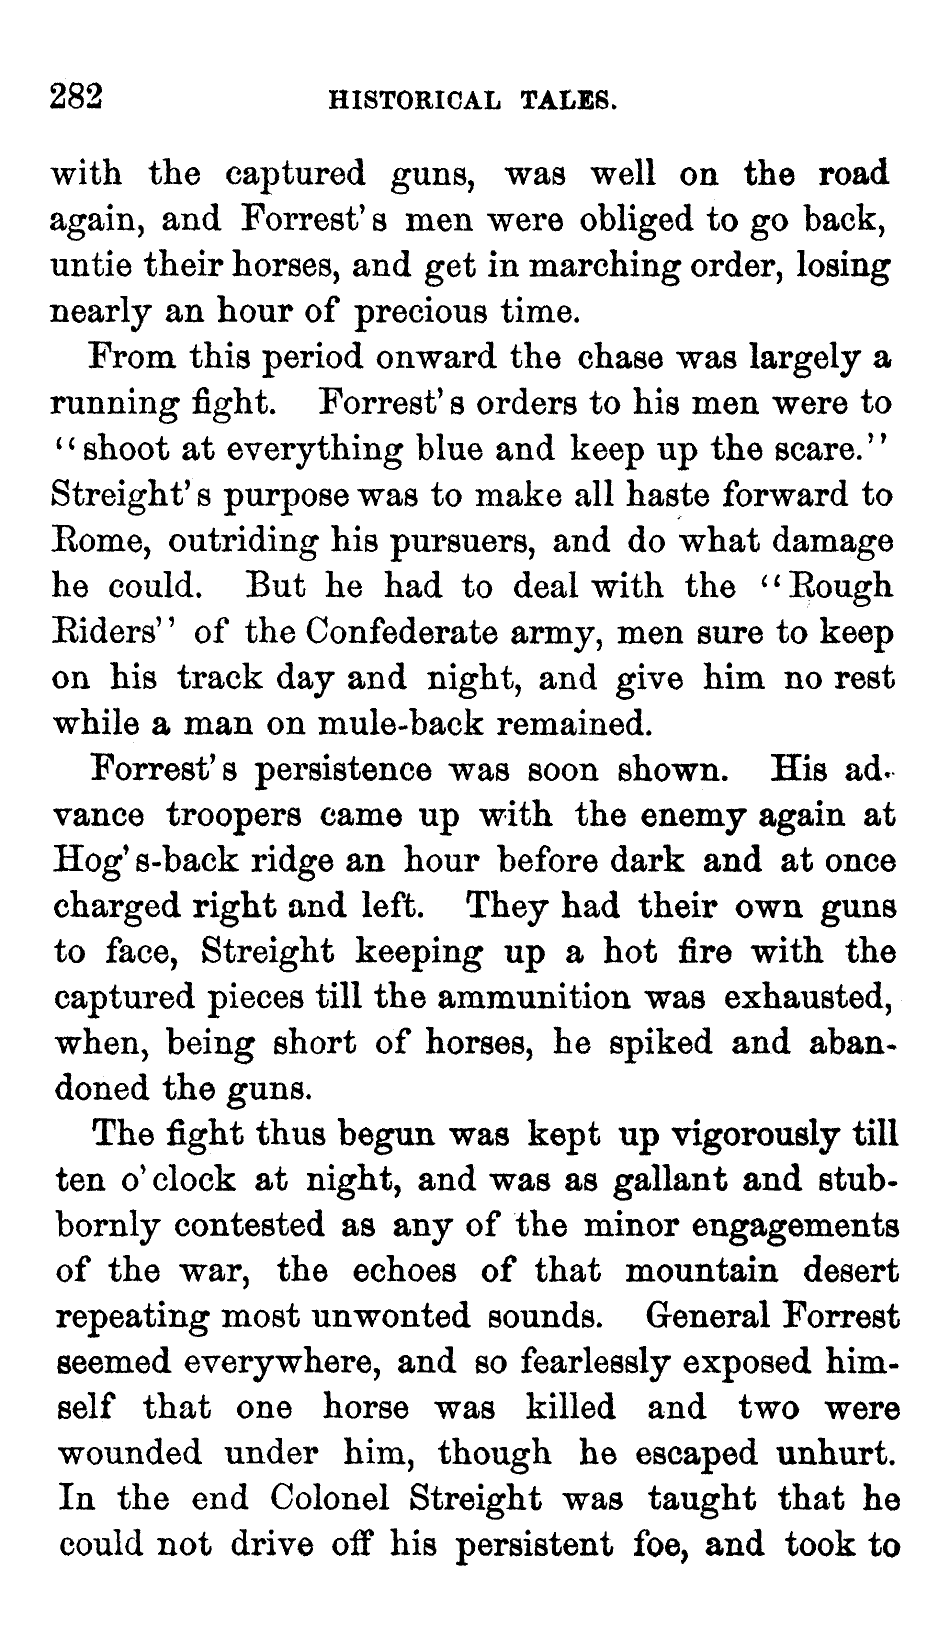 282 HISTORICAL TALES.
with the captured guns, was well on the road
again, and Forrest's men were obliged to go back,
untie their horses, and get in marching order, losing
nearly an hour of precious time.
From this period onward the chase was largely a
running fight. Forrest's orders to his men were to
"shoot at everything blue and keep up the scare."
Streight's purpose was to make all haste forward to
Rome, outriding his pursuers, and do what damage
he could. But he had to deal with the "Rough
Riders" of the Confederate army, men sure to keep
on his track day and night, and give him no rest
while a man on mule-back remained.
Forrest's persistence was soon shown. His ad-
vance troopers came up with the enemy again at
Hog's-back ridge an hour before dark and at once
charged right and left. They had their own guns
to face, Streight keeping up a hot fire with the
captured pieces till the ammunition was exhausted,
when, being short of horses, he spiked and aban-
doned the guns.
The fight thus begun was kept up vigorously till
ten o'clock at night, and was as gallant and stub-
bornly contested as any of the minor engagements
of the war, the echoes of that mountain desert
repeating most unwonted sounds. General Forrest
seemed everywhere, and so fearlessly exposed him-
self that one horse was killed and two were
wounded under him, though he escaped unhurt.
In the end Colonel Streight was taught that he
could not drive off his persistent foe, and took to